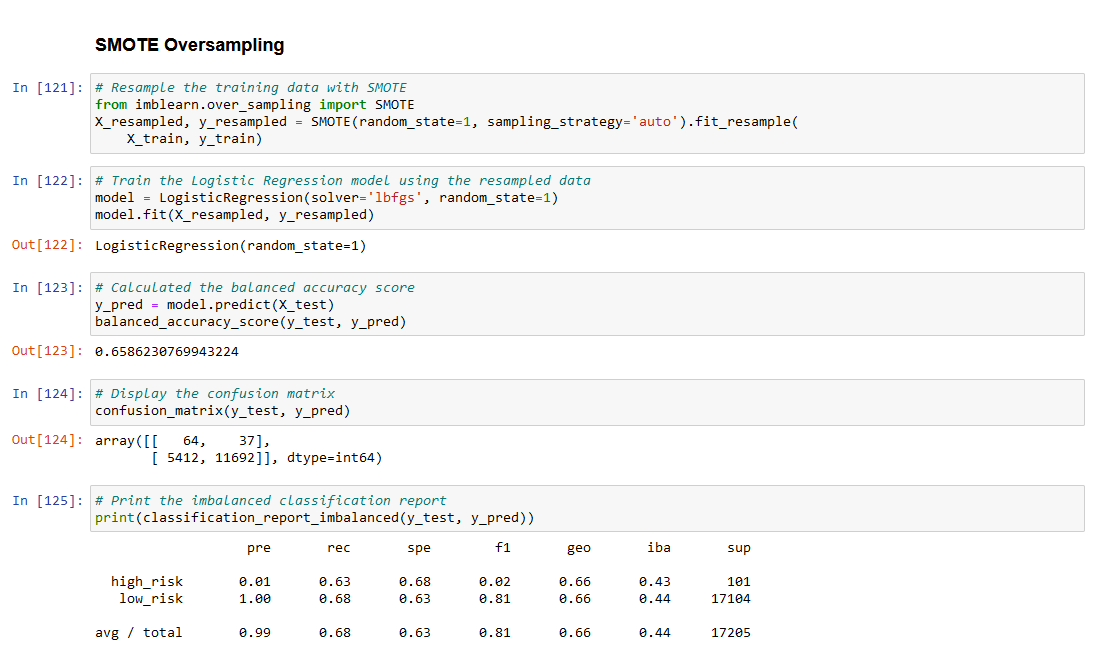 SMOTE Oversampling
In [121]: # Resample the training data with SMOTE
from imblearn.over_sampling import SMOTE
X_resampled, y_resampled = SMOTE(random_state=1, sampling_strategy='auto').fit_resample(
    X_train, y_train)
In [122]: # Train the Logistic Regression model using the resampled data
model = LogisticRegression(solver='lbfgs', random_state=1)
model.fit(X_resampled, y_resampled)
Out[122]: LogisticRegression(random_state=1)
In [123]: # Calculated the balanced accuracy score
y_pred = model.predict(X_test)
balanced_accuracy_score(y_test, y_pred)
Out[123]: 0.6586230769943224
In [124]: # Display the confusion matrix
confusion_matrix(y_test, y_pred)
Out[124]: array([[   64,    37],
       [ 5412, 11692]], dtype=int64)
In [125]: # Print the imbalanced classification report
print(classification_report_imbalanced(y_test, y_pred))
                   pre       rec       spe        f1       geo       iba       sup
  high_risk       0.01      0.63      0.68      0.02      0.66      0.43       101
   low_risk       1.00      0.68      0.63      0.81      0.66      0.44     17104
avg / total       0.99      0.68      0.63      0.81      0.66      0.44     17205